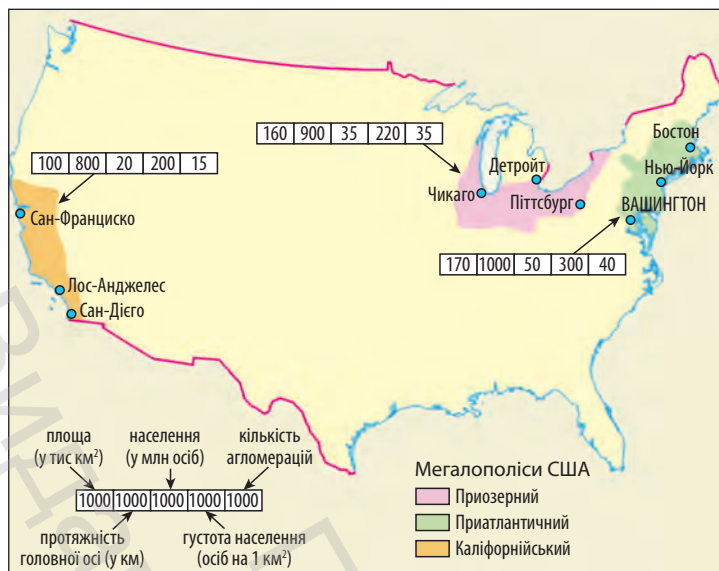 Бостон
160 900 35 220 35
Детройт
Нью-Йорк
100 800 20 200 15
Чикаго
Піттсбург
ВАШИНГТОН
Сан-Франциско
170 1000 50 300 40
Лос-Анджелес
Сан-Дієго
площа
(у тис км²)
населення
(у млн осіб)
кількість
агломерацій
1000 1000 1000 1000 1000
протяжність
головної осі (у км)
густота населення
(осіб на 1 км²)
Мегалополіси США
Приозерний
Приатлантичний
Каліфорнійський